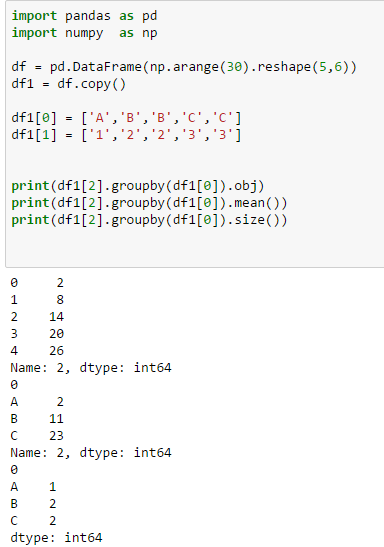 import pandas as pd
import numpy  as np
df = pd.DataFrame(np.arange(30).reshape(5,6))
df1 = df.copy()
df1[0] = ['A','B','B','C','C']
df1[1] = ['1','2','2','3','3']
print(df1[2].groupby(df1[0]).obj)
print(df1[2].groupby(df1[0]).mean())
print(df1[2].groupby(df1[0]).size())
0     2
1     8
2    14
3    20
4    26
Name: 2, dtype: int64
0
A     2
B    11
C    23
Name: 2, dtype: int64
0
A    1
B    2
C    2
dtype: int64